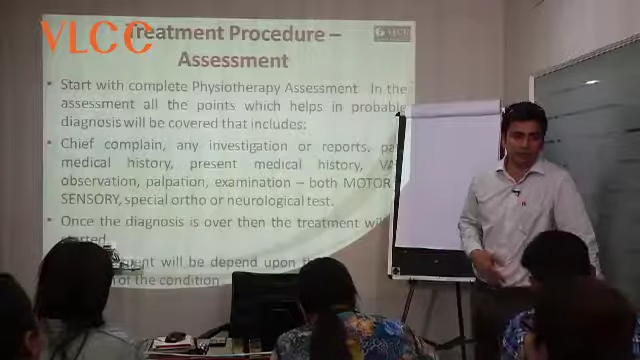 VLCC
Treatment Procedure –
Assessment
• Start with complete Physiotherapy Assessment In the
assessment all the points which helps in probable
diagnosis will be covered that includes:
• Chief complain, any investigation or reports,
medical history, present medical history,
observation, palpation, examination – both MOTOR
SENSORY, special ortho or neurological test.
• Once the diagnosis is over then the treatment
will be depend upon
of the condition